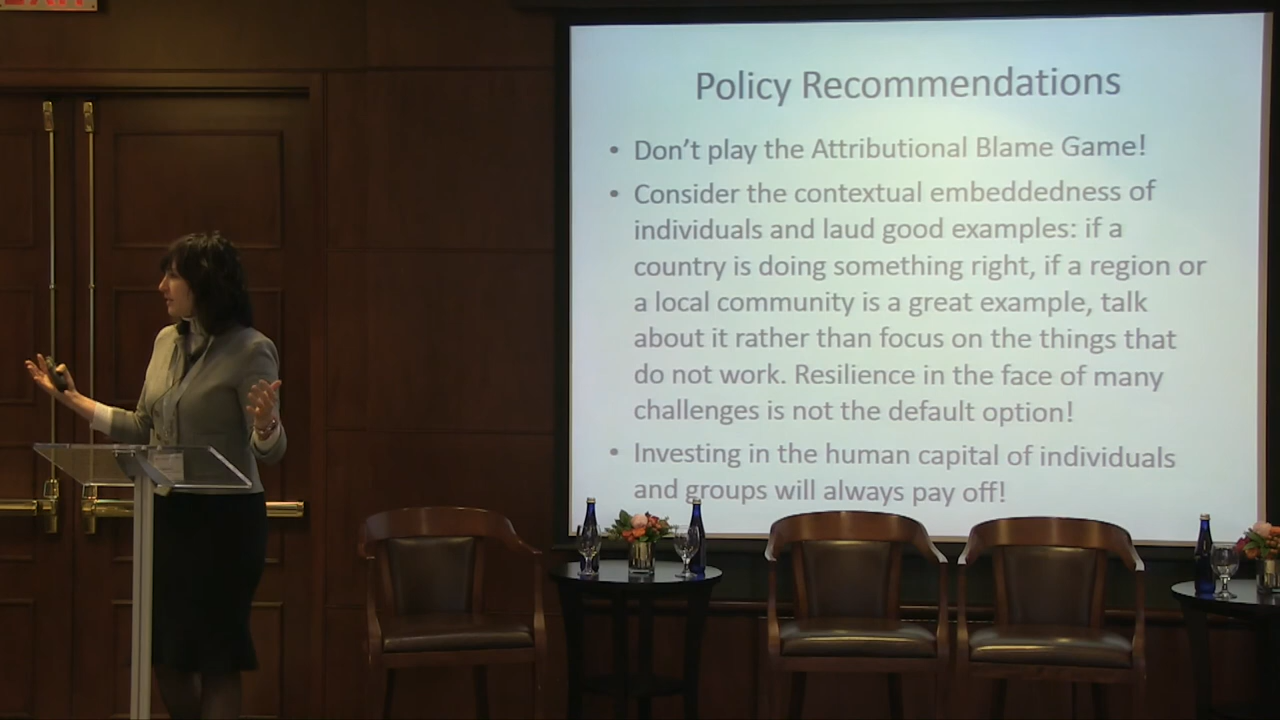 EXIT
Policy Recommendations
• Don't play the Attributional Blame Game!
• Consider the contextual embeddedness of
individuals and laud good examples: if a
country is doing something right, if a region or
a local community is a great example, talk
about it rather than focus on the things that
do not work. Resilience in the face of many
challenges is not the default option!
• Investing in the human capital of individuals
and groups will always pay off!